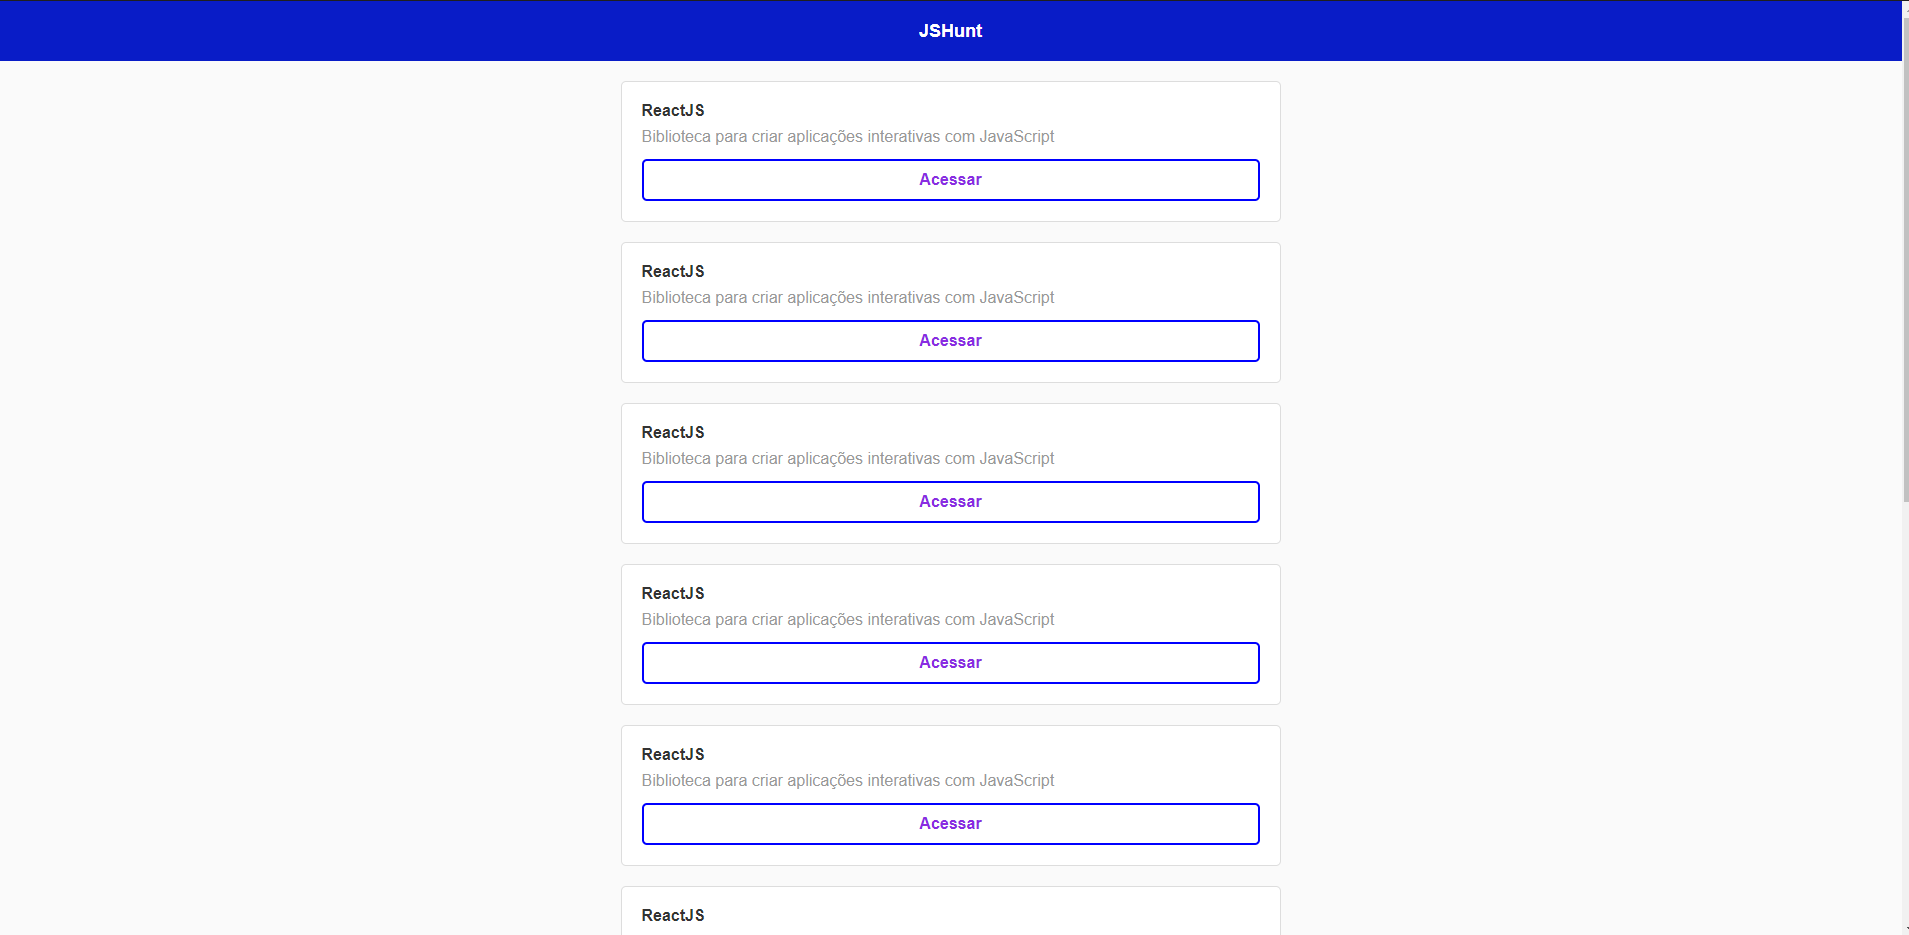 JSHunt
ReactJS
Biblioteca para criar aplicações interativas com JavaScript
Acessar
ReactJS
Biblioteca para criar aplicações interativas com JavaScript
Acessar
ReactJS
Biblioteca para criar aplicações interativas com JavaScript
Acessar
ReactJS
Biblioteca para criar aplicações interativas com JavaScript
Acessar
ReactJS
Biblioteca para criar aplicações interativas com JavaScript
Acessar
ReactJS